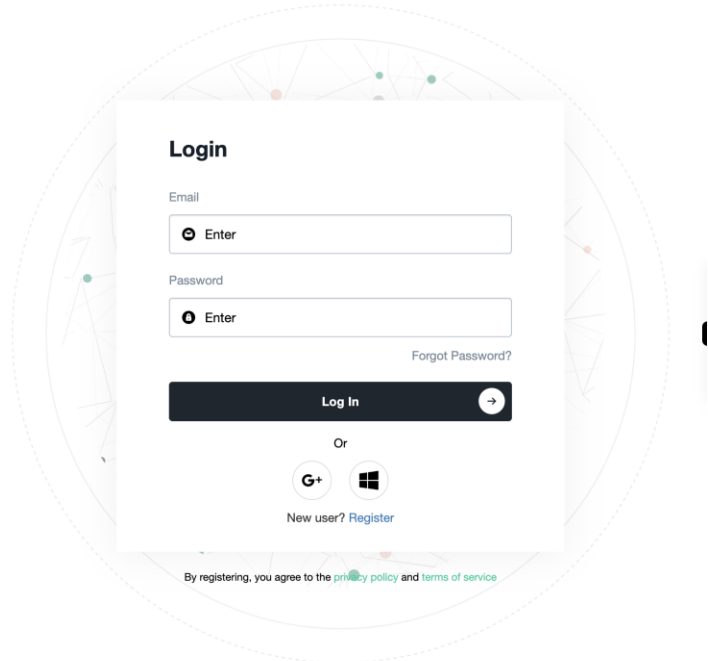 Login
Email
Enter
Password
Enter
Forgot Password?
Log In
Or
G+
New user? Register
By registering, you agree to the privacy policy and terms of service